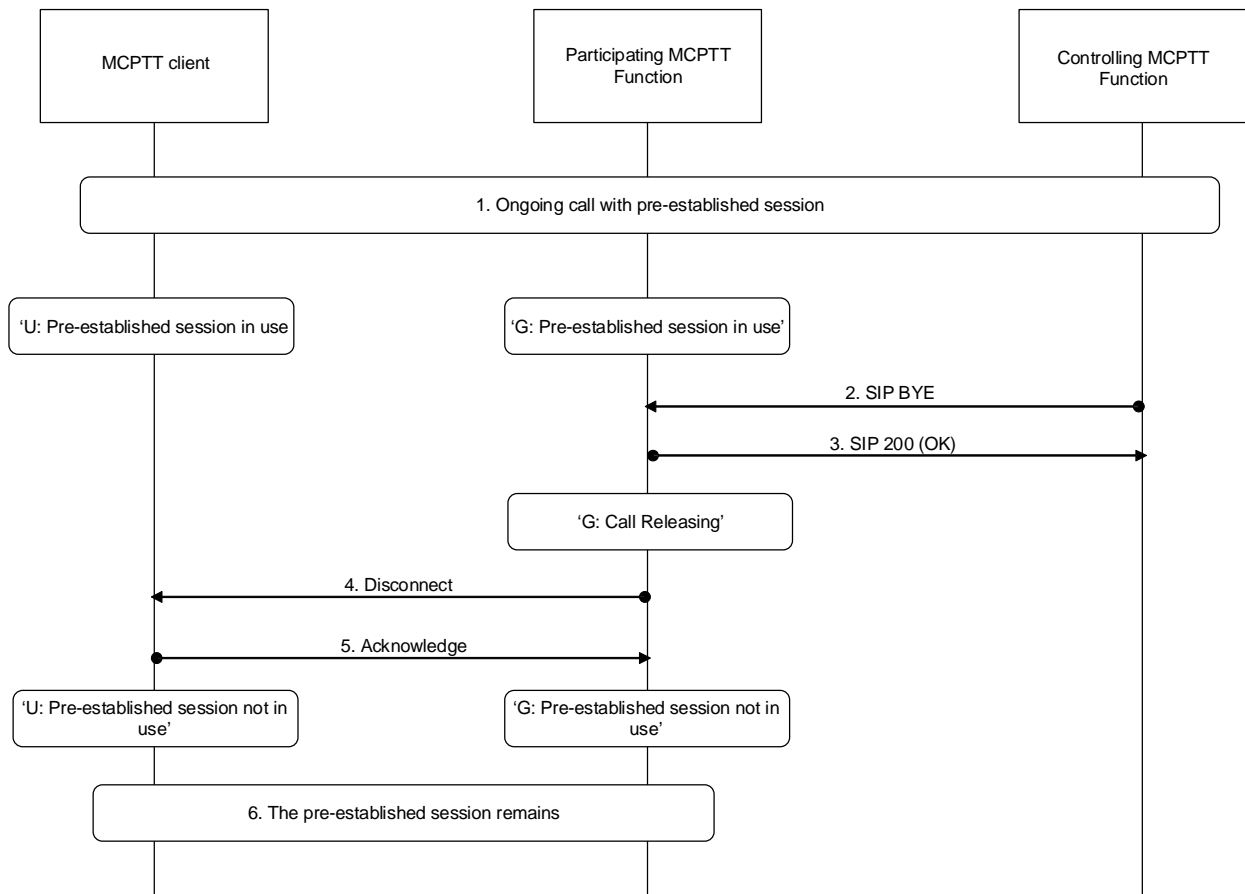 MCPTT client
Participating MCPTT
Function
Controlling MCPTT
Function
1. Ongoing call with pre-established session
‘U: Pre-established session in use
‘G: Pre-established session in use’
2. SIP BYE
3. SIP 200 (OK)
‘G: Call Releasing’
4. Disconnect
5. Acknowledge
‘U: Pre-established session not in
use’
‘G: Pre-established session not in
use’
6. The pre-established session remains